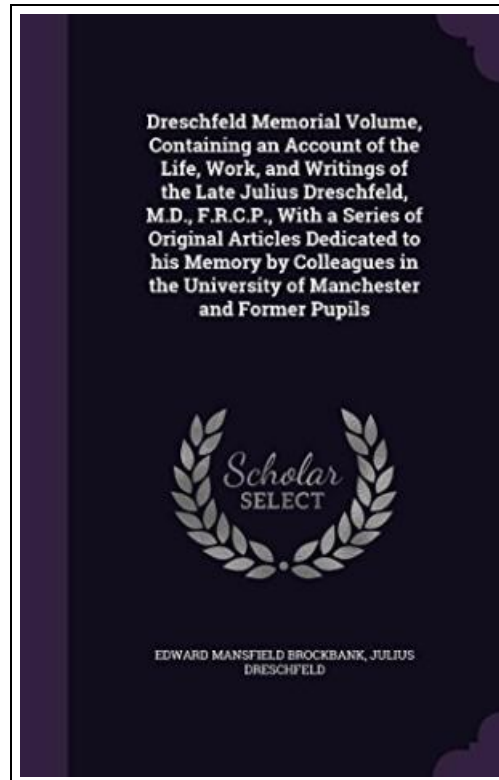 Dreschfeld Memorial Volume,
Containing an Account of the
Life, Work, and Writings of
the Late Julius Dreschfeld,
M.D., F.R.C.P., With a Series of
Original Articles Dedicated to
his Memory by Colleagues in
the University of Manchester
and Former Pupils
Scholar
SELECT
EDWARD MANSFIELD BROCKBANK, JULIUS
DRESCHFELD